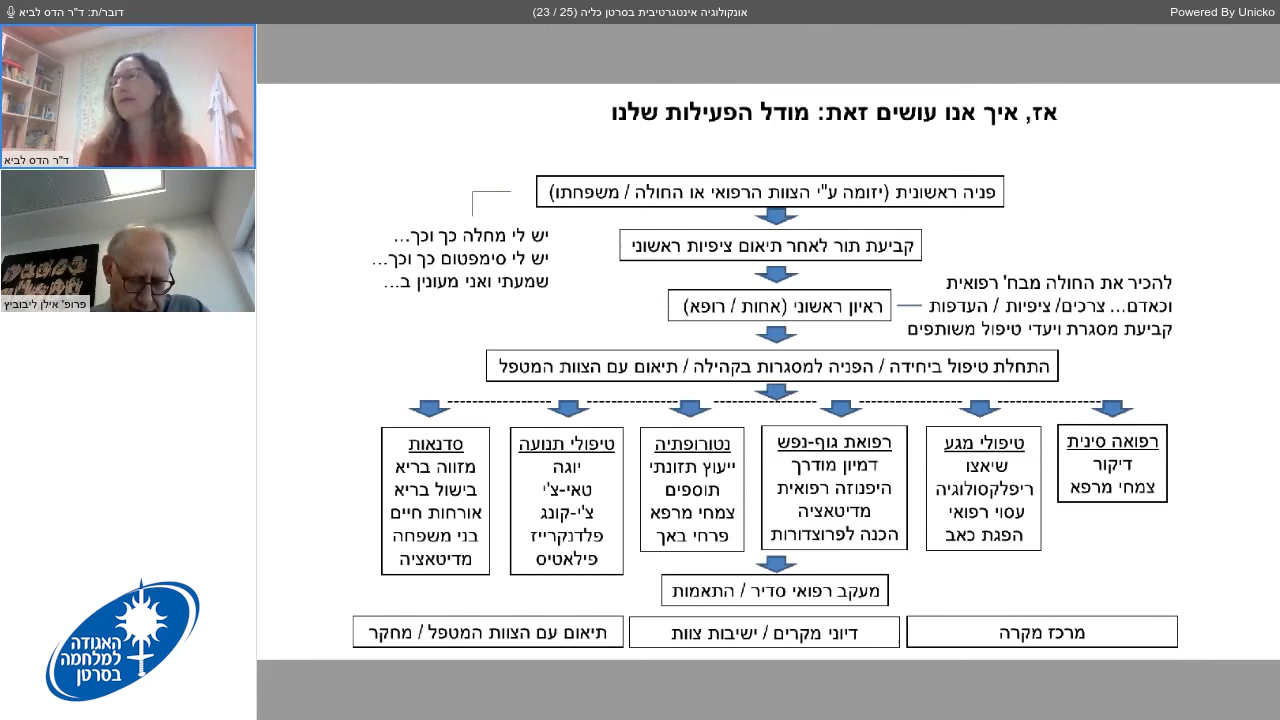 דובר/ת: ד"ר הדס לביא
אונקולוגיה אינטגרטיבית בסרטן כליה (25 / 23)
Powered By Unicko
ד"ר הדס לביא
פרופ' אילן ליבוביץ
אז, איך אנו עושים זאת: מודל הפעילות שלנו
פניה ראשונית (יזומה ע"י הצוות הרפואי או החולה / משפחתו)
יש לי מחלה כך וכך...
יש לי סימפטום כך וכך...
שמעתי ואני מעונין ב...
קביעת תור לאחר תיאום ציפיות ראשוני
להכיר את החולה מבח' רפואית
וכאדם... צרכים/ ציפיות / העדפות
קביעת מסגרת ויעדי טיפול משותפים
ראיון ראשוני (אחות / רופא)
התחלת טיפול ביחידה / הפניה למסגרות בקהילה / תיאום עם הצוות המטפל
רפואה סינית
דיקור
צמחי מרפא
טיפולי מגע
שיאצו
ריפלקסולוגיה
עסוי רפואי
הפגת כאב
רפואת גוף-נפש
דמיון מודרך
היפנוזה רפואית
מדיטאציה
הכנה לפרוצדורות
נטורופתיה
ייעוץ תזונתי
תוספים
צמחי מרפא
פרחי באך
טיפולי תנועה
יוגה
טאי-צ'י
צ'י-קונג
פלדנקרייז
פילאטיס
סדנאות
מזווה בריא
בישול בריא
אורחות חיים
בני משפחה
מדיטאציה
מעקב רפואי סדיר / התאמות
מרכז מקרה
דיוני מקרים / ישיבות צוות
תיאום עם הצוות המטפל / מחקר
האגודה
למלחמה
בסרטן